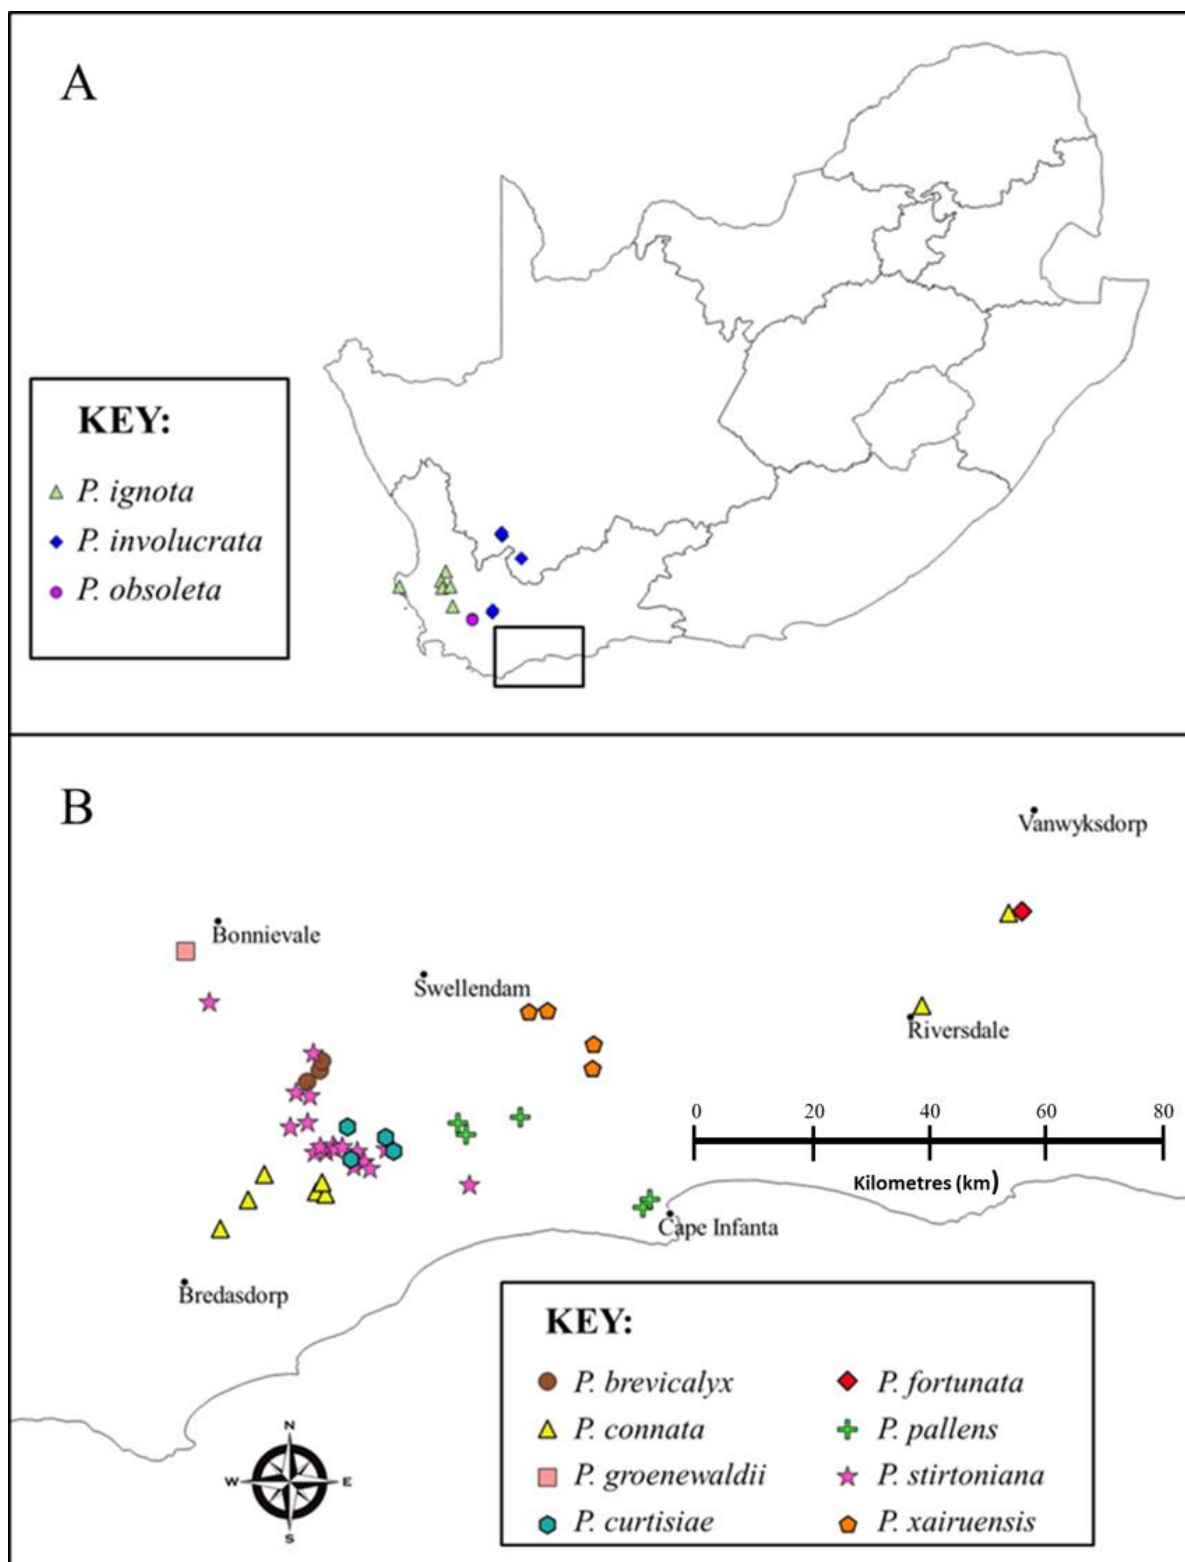 A
KEY:
P. ignota
P. involucrata
P. obsoleta
B
Vanwyksdorp
Bonnievale
Swellendam
Riversdale
0 20 40 60 80
Kilometres (km)
Cape Infanta
Bredasdorp
KEY:
P. brevicalyx
P. connata
P. groenewaldii
P. curtisiae
P. fortunata
P. pallens
P. stirtoniana
P. xairuensis
N
W E
S